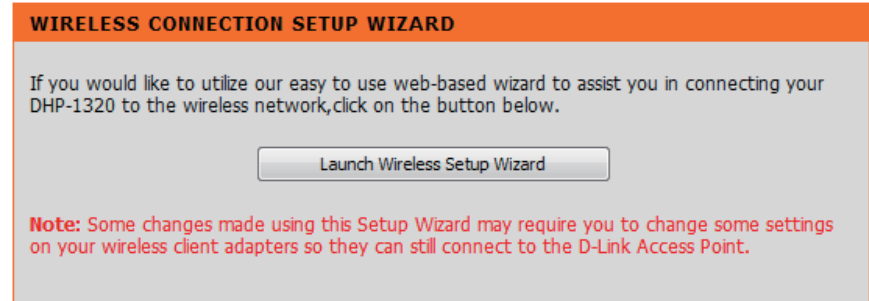 WIRELESS CONNECTION SETUP WIZARD
If you would like to utilize our easy to use web-based wizard to assist you in connecting your
DHP-1320 to the wireless network,click on the button below.
Launch Wireless Setup Wizard
Note: Some changes made using this Setup Wizard may require you to change some settings
on your wireless client adapters so they can still connect to the D-Link Access Point.